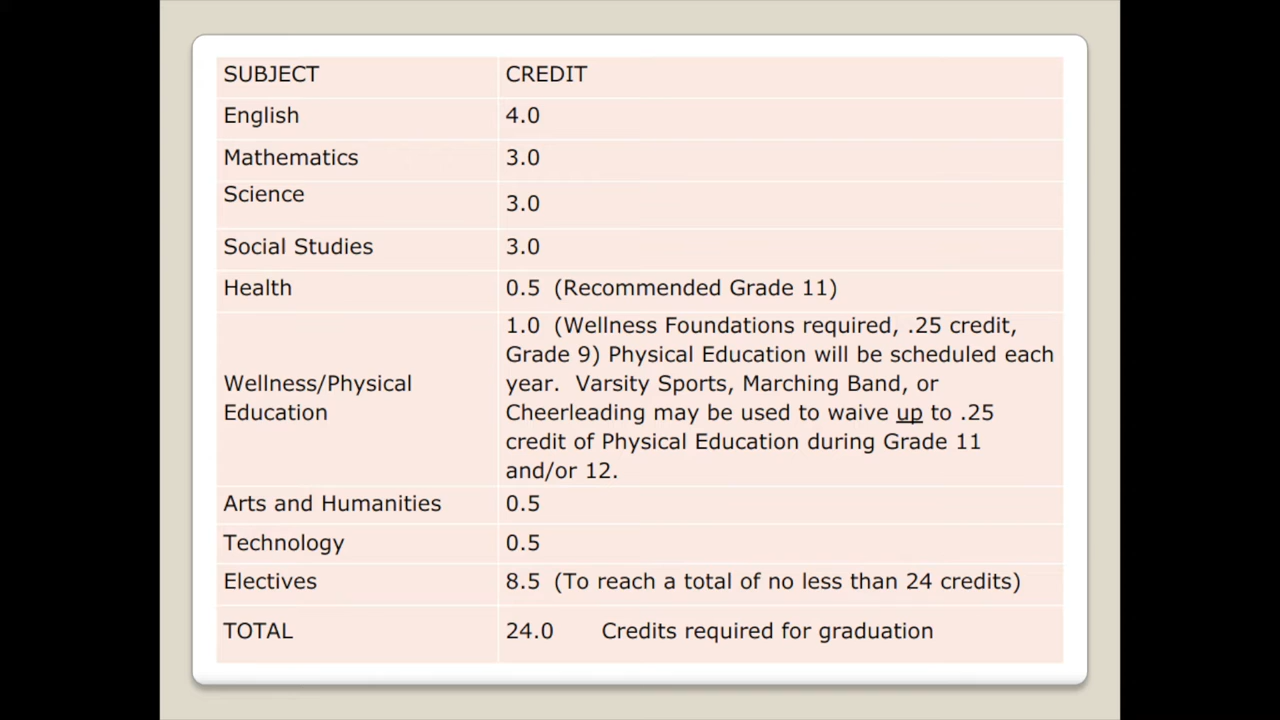 SUBJECT CREDIT
English 4.0
Mathematics 3.0
Science 3.0
Social Studies 3.0
Health 0.5 (Recommended Grade 11)
Wellness/Physical
Education
1.0 (Wellness Foundations required, .25 credit,
Grade 9) Physical Education will be scheduled each
year. Varsity Sports, Marching Band, or
Cheerleading may be used to waive up to .25
credit of Physical Education during Grade 11
and/or 12.
Arts and Humanities 0.5
Technology 0.5
Electives 8.5 (To reach a total of no less than 24 credits)
TOTAL 24.0 Credits required for graduation